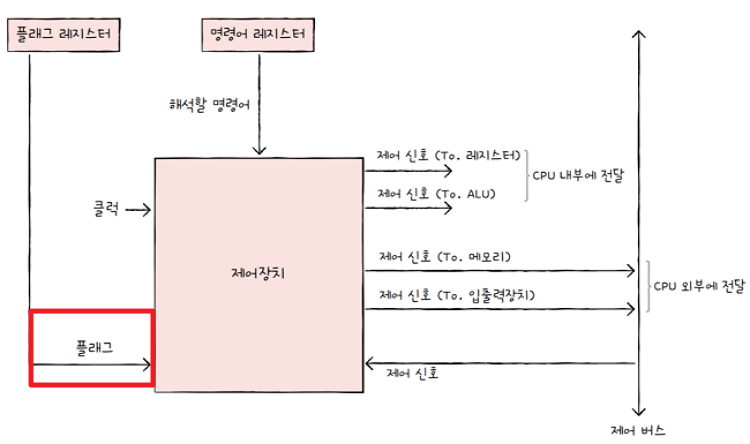 플래그 레지스터
명령어 레지스터
해석할 명령어
제어 신호 (To. 레지스터)
CPU 내부에 전달
제어 신호 (To. ALU)
클럭
제어장치
제어 신호 (To. 메모리)
CPU 외부에 전달
제어 신호 (To. 입출력장치)
플래그
제어 신호
제어 버스